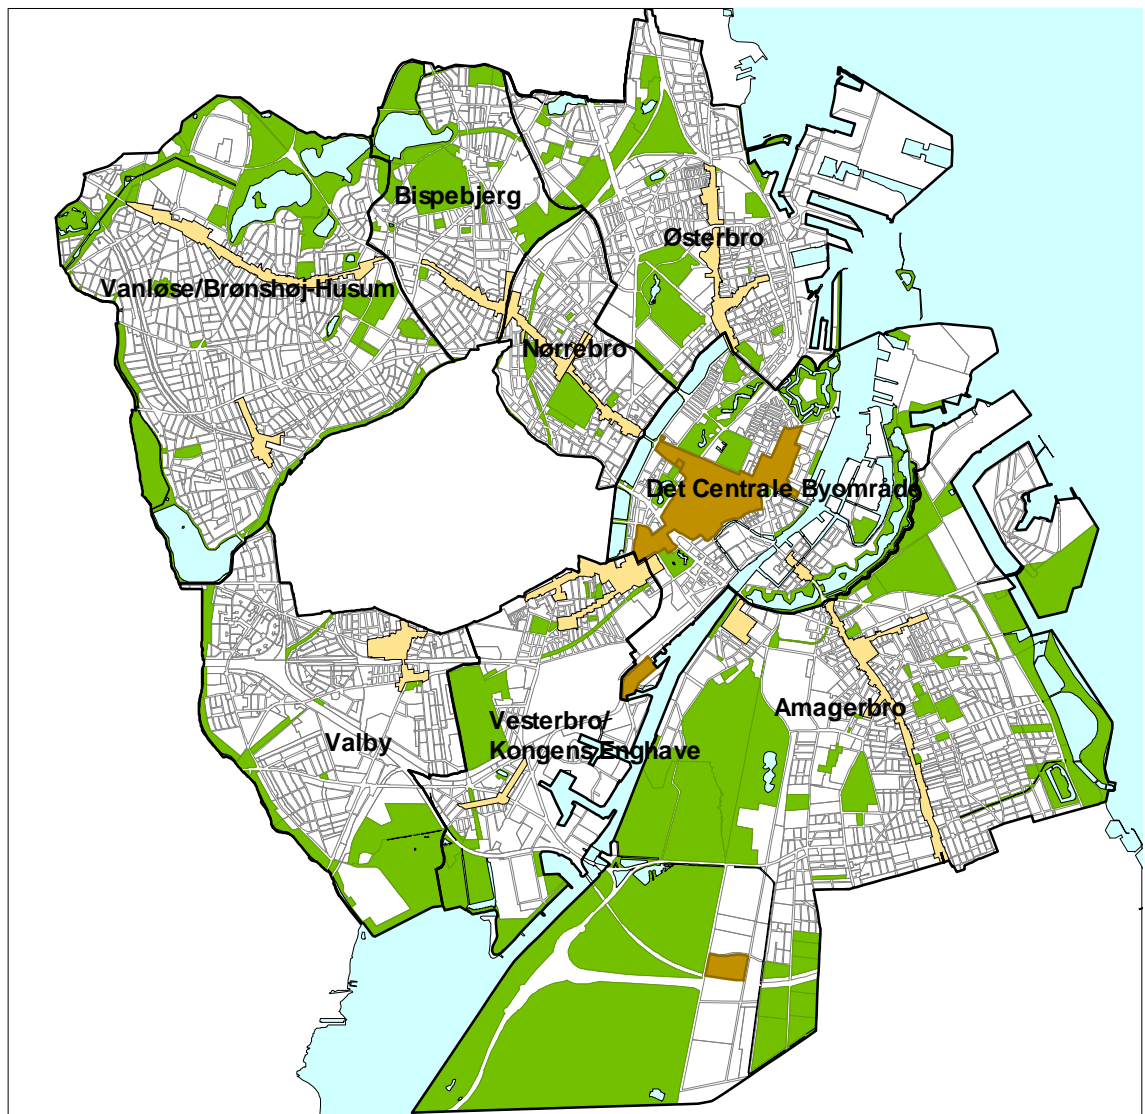 Bispebjerg
Østerbro
Vanløse/Brønshøj-Husum
Nørrebro
Det Centrale Byområde
Amagerbro
Vesterbro/
Kongens Enghave
Valby